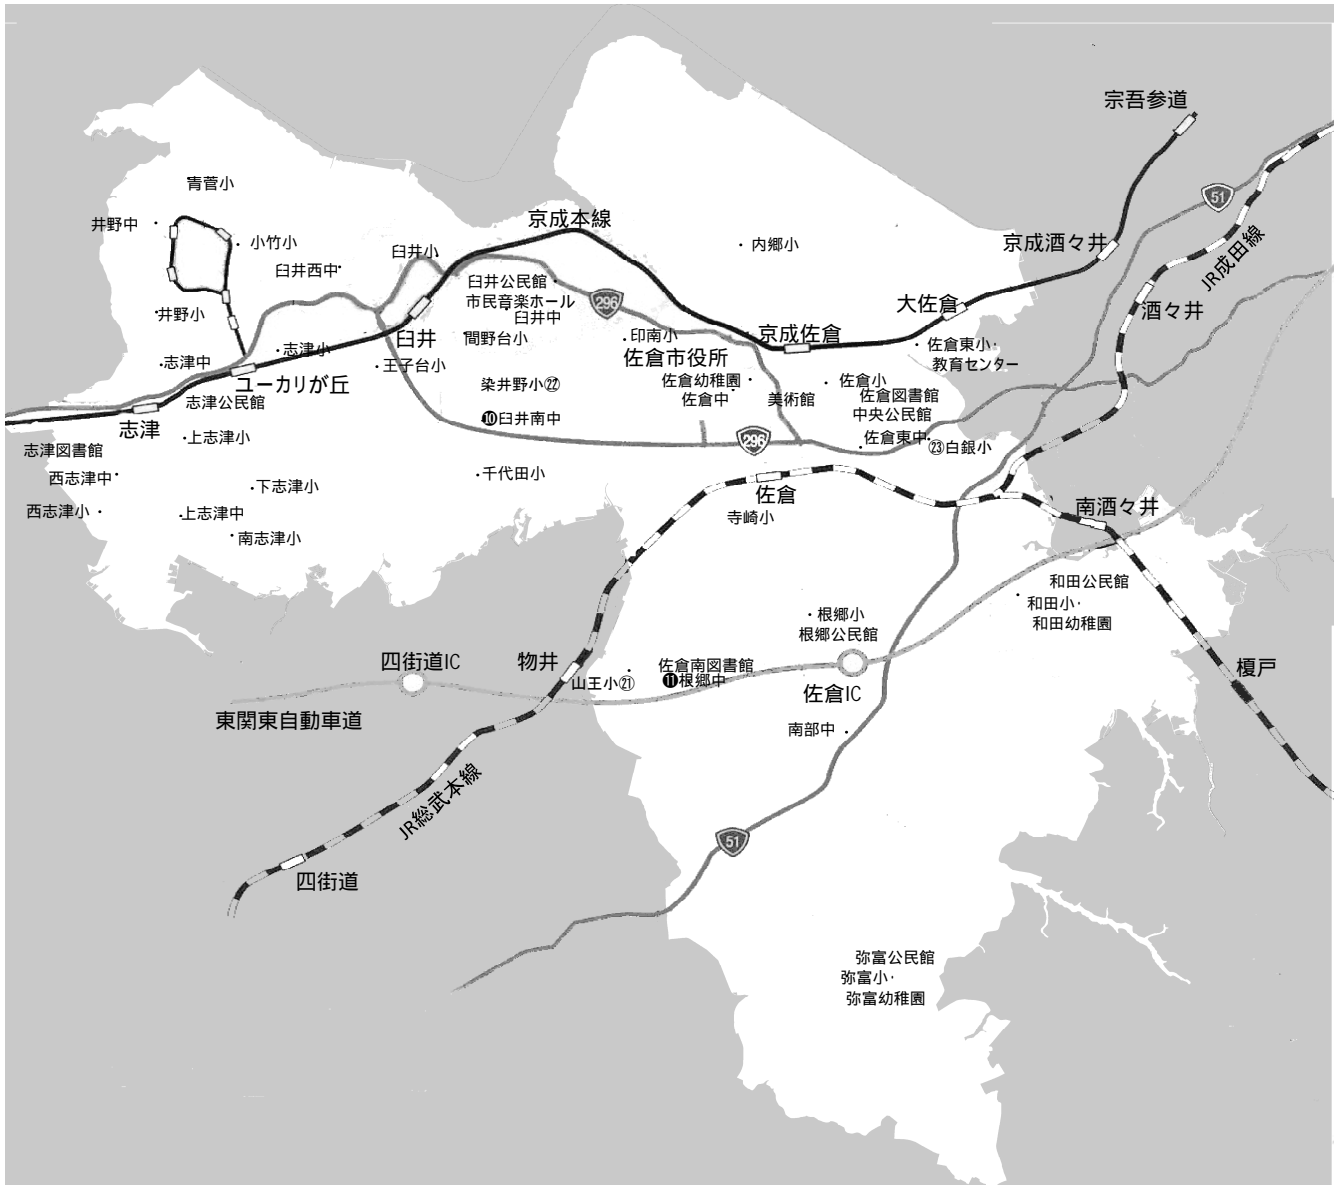 宗吾参道
51
青菅小
井野中
小竹小
臼井西中
臼井小
京成本線
内郷小
京成酒々井
JR成田線
臼井公民館
市民音楽ホール
臼井中
296
大佐倉
酒々井
井野小
間野台小
印南小
京成佐倉
臼井
志津小
志津中
王子台小
佐倉市役所
佐倉東小・
教育センター
ユーカリが丘
染井野小㉒
佐倉幼稚園
佐倉中
美術館
佐倉小
佐倉図書館
中央公民館
志津公民館
❿臼井南中
志津
上志津小
296
佐倉東中
㉓白銀小
志津図書館
西志津中
下志津小
千代田小
佐倉
寺崎小
南酒々井
西志津小
上志津中
南志津小
和田公民館
和田小・
和田幼稚園
根郷小
根郷公民館
四街道IC
物井
山王小㉑
佐倉南図書館
⓫根郷中
佐倉IC
榎戸
東関東自動車道
南部中
JR総武本線
51
四街道
弥富公民館
弥富小・
弥富幼稚園